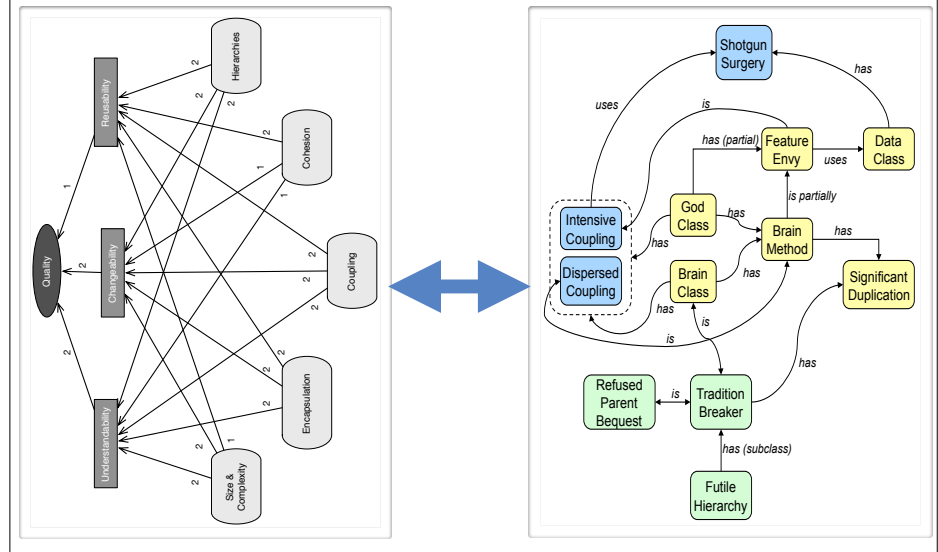 Quality
1
2
2
Reusability
Changeability
Understandability
2
2
2
2
1
2
1
2
2
2
2
2
2
2
1
2
Hierarchies
Cohesion
Coupling
Encapsulation
Size &
Complexity
Shotgun
Surgery
has
uses
is
has (partial)
Feature
Envy
uses
Data
Class
is partially
Intensive
Coupling
God
Class
has
has
Brain
Method
has
Dispersed
Coupling
Brain
Class
has
has
Significant
Duplication
is
is
has
Refused
Parent
Bequest
is
Tradition
Breaker
has (subclass)
Futile
Hierarchy